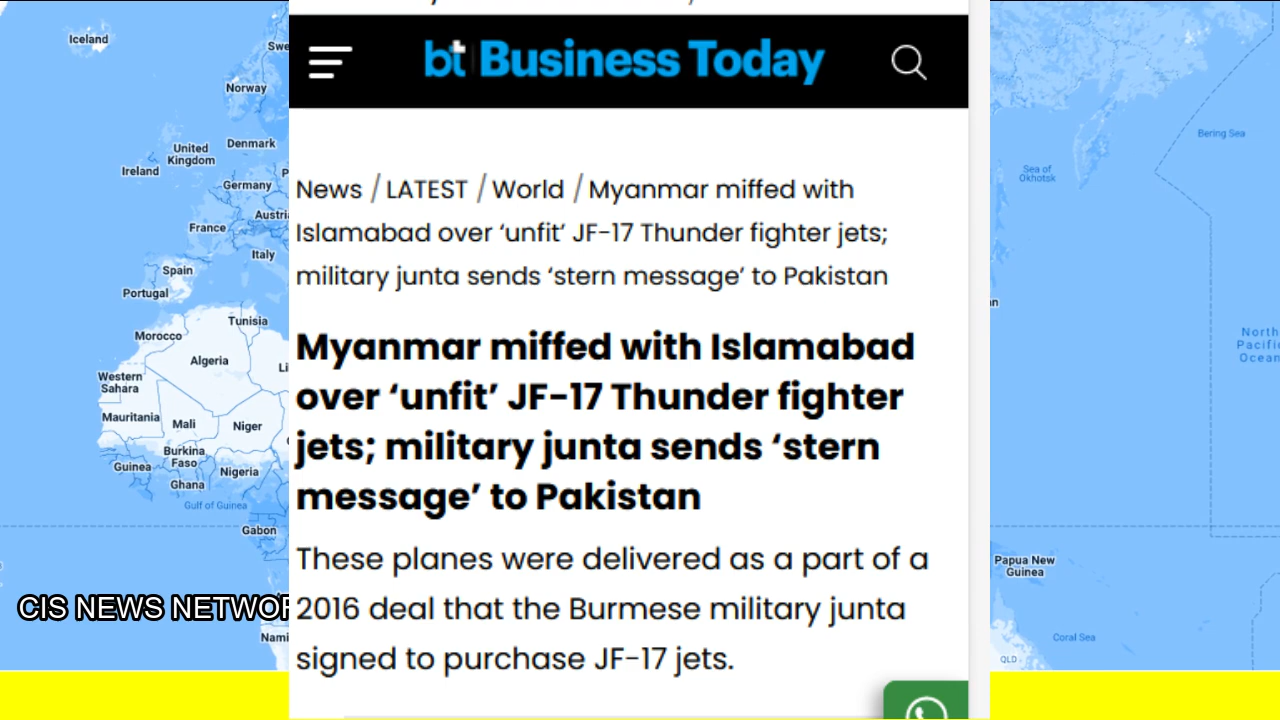 bt Business Today
News / LATEST / World / Myanmar miffed with
Islamabad over ‘unfit’ JF-17 Thunder fighter jets;
military junta sends ‘stern message’ to Pakistan
Myanmar miffed with Islamabad
over ‘unfit’ JF-17 Thunder fighter
jets; military junta sends ‘stern
message’ to Pakistan
These planes were delivered as a part of a
2016 deal that the Burmese military junta
signed to purchase JF-17 jets.
Iceland
Norway
United
Kingdom
Denmark
Ireland
Germany
France
Italy
Spain
Portugal
Tunisia
Morocco
Algeria
Western
Sahara
Mauritania
Mali
Niger
Burkina
Faso
Guinea
Nigeria
Ghana
Gulf of Guinea
Gabon
CIS NEWS
Bering Sea
Sea of
Okhotsk
North
Papua New
Guinea
Coral Sea
QLD